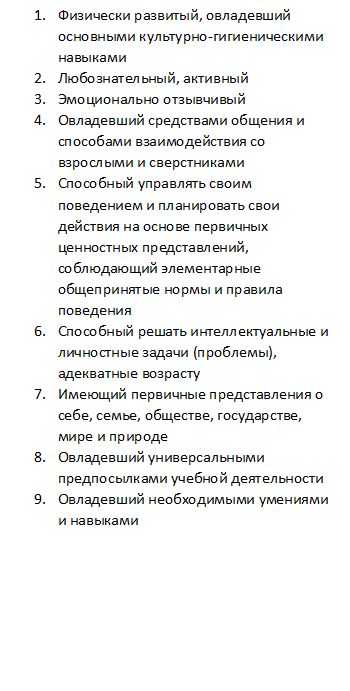 1. Физически развитый, овладевший
основными культурно-гигиеническими
навыками
2. Любознательный, активный
3. Эмоционально отзывчивый
4. Овладевший средствами общения и
способами взаимодействия со
взрослыми и сверстниками
5. Способный управлять своим
поведением и планировать свои
действия на основе первичных
ценностных представлений,
соблюдающий элементарные
общепринятые нормы и правила
поведения
6. Способный решать интеллектуальные и
личностные задачи (проблемы),
адекватные возрасту
7. Имеющий первичные представления о
себе, семье, обществе, государстве,
мире и природе
8. Овладевший универсальными
предпосылками учебной деятельности
9. Овладевший необходимыми умениями
и навыками